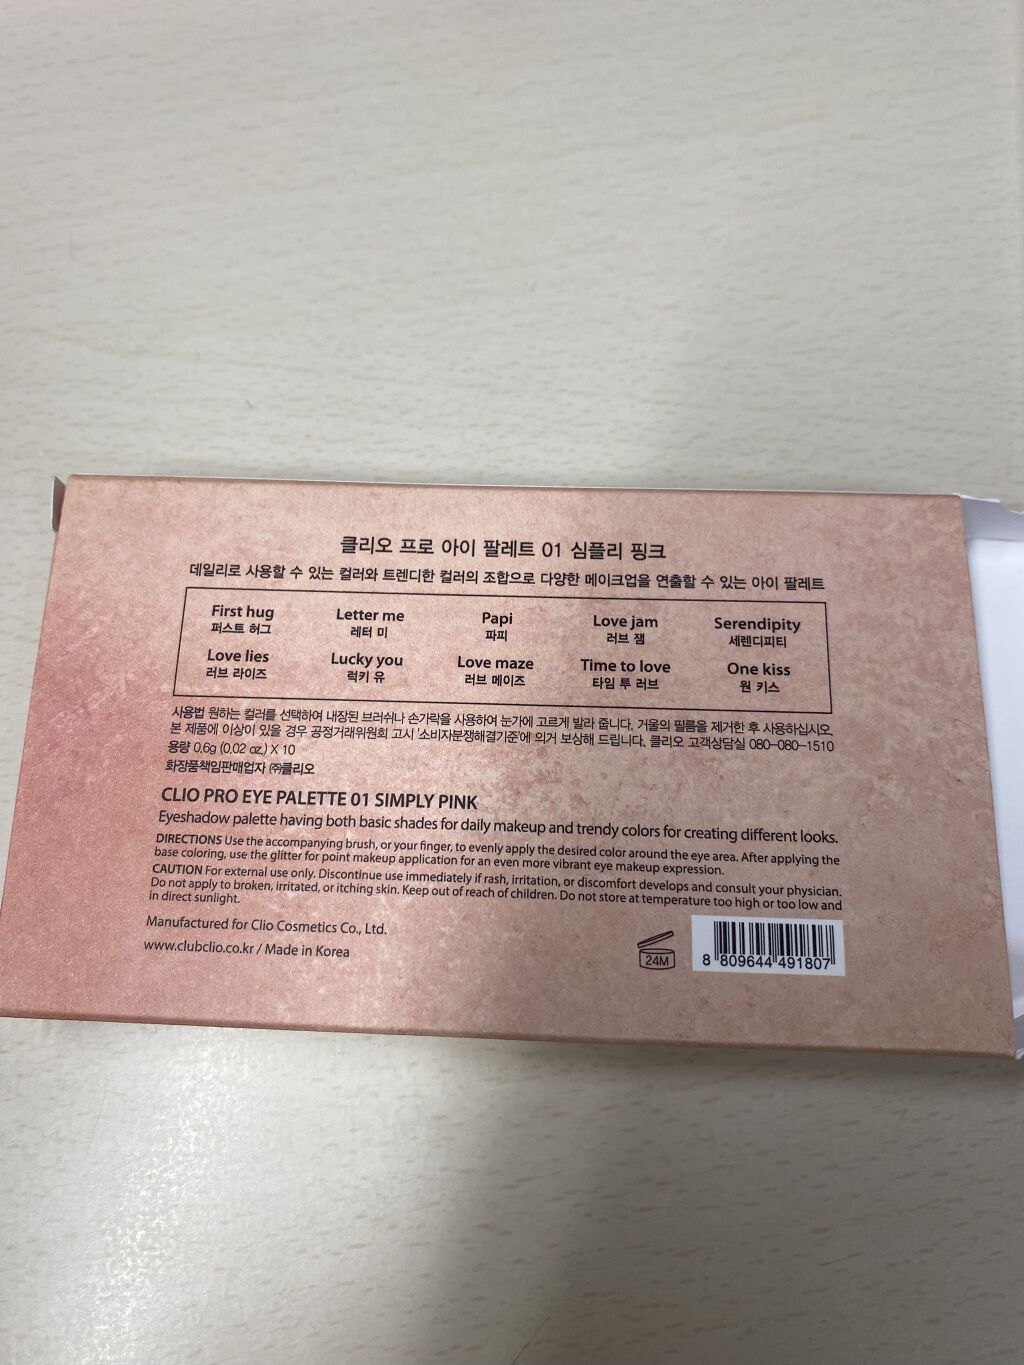 클리오 프로 아이 팔레트 01 심플리 핑크
데일리로 사용할 수 있는 컬러와 트렌디한 컬러의 조합으로 다양한 메이크업을 연출할 수 있는 아이 팔레트
First hug Letter me Papi Love jam Serendipity
퍼스트 허그 레터 미 파피 러브 잼 세렌디피티
Love lies Lucky you Love maze Time to love One kiss
러브 라이즈 럭키 유 러브 메이즈 타임 투 러브 원 키스
사용법 원하는 컬러를 선택하여 내장된 브러쉬나 손가락을 사용하여 눈가에 고르게 발라 줍니다. 거울의 필름을 제거한 후 사용하십시오.
본 제품에 이상이 있을 경우 공정거래위원회 고시 '소비자분쟁해결기준'에 의거 보상해 드립니다. 클리오 고객상담실 080-080-1510
용량 0.6g (0.02 oz.) X 10
화장품책임판매업자 ㈜클리오
CLIO PRO EYE PALETTE 01 SIMPLY PINK
Eyeshadow palette having both basic shades for daily makeup and trendy colors for creating different looks.
DIRECTIONS Use the accompanying brush, or your finger, to evenly apply the desired color around the eye area. After applying the
base coloring, use the glitter for point makeup application for an even more vibrant eye makeup expression.
CAUTION For external use only. Discontinue use immediately if rash, irritation, or discomfort develops and consult your physician.
Do not apply to broken, irritated, or itching skin. Keep out of reach of children. Do not store at temperature too high or too low and
in direct sunlight.
Manufactured for Clio Cosmetics Co., Ltd.
www.clubclio.co.kr / Made in Korea
24M
8 809644 491807